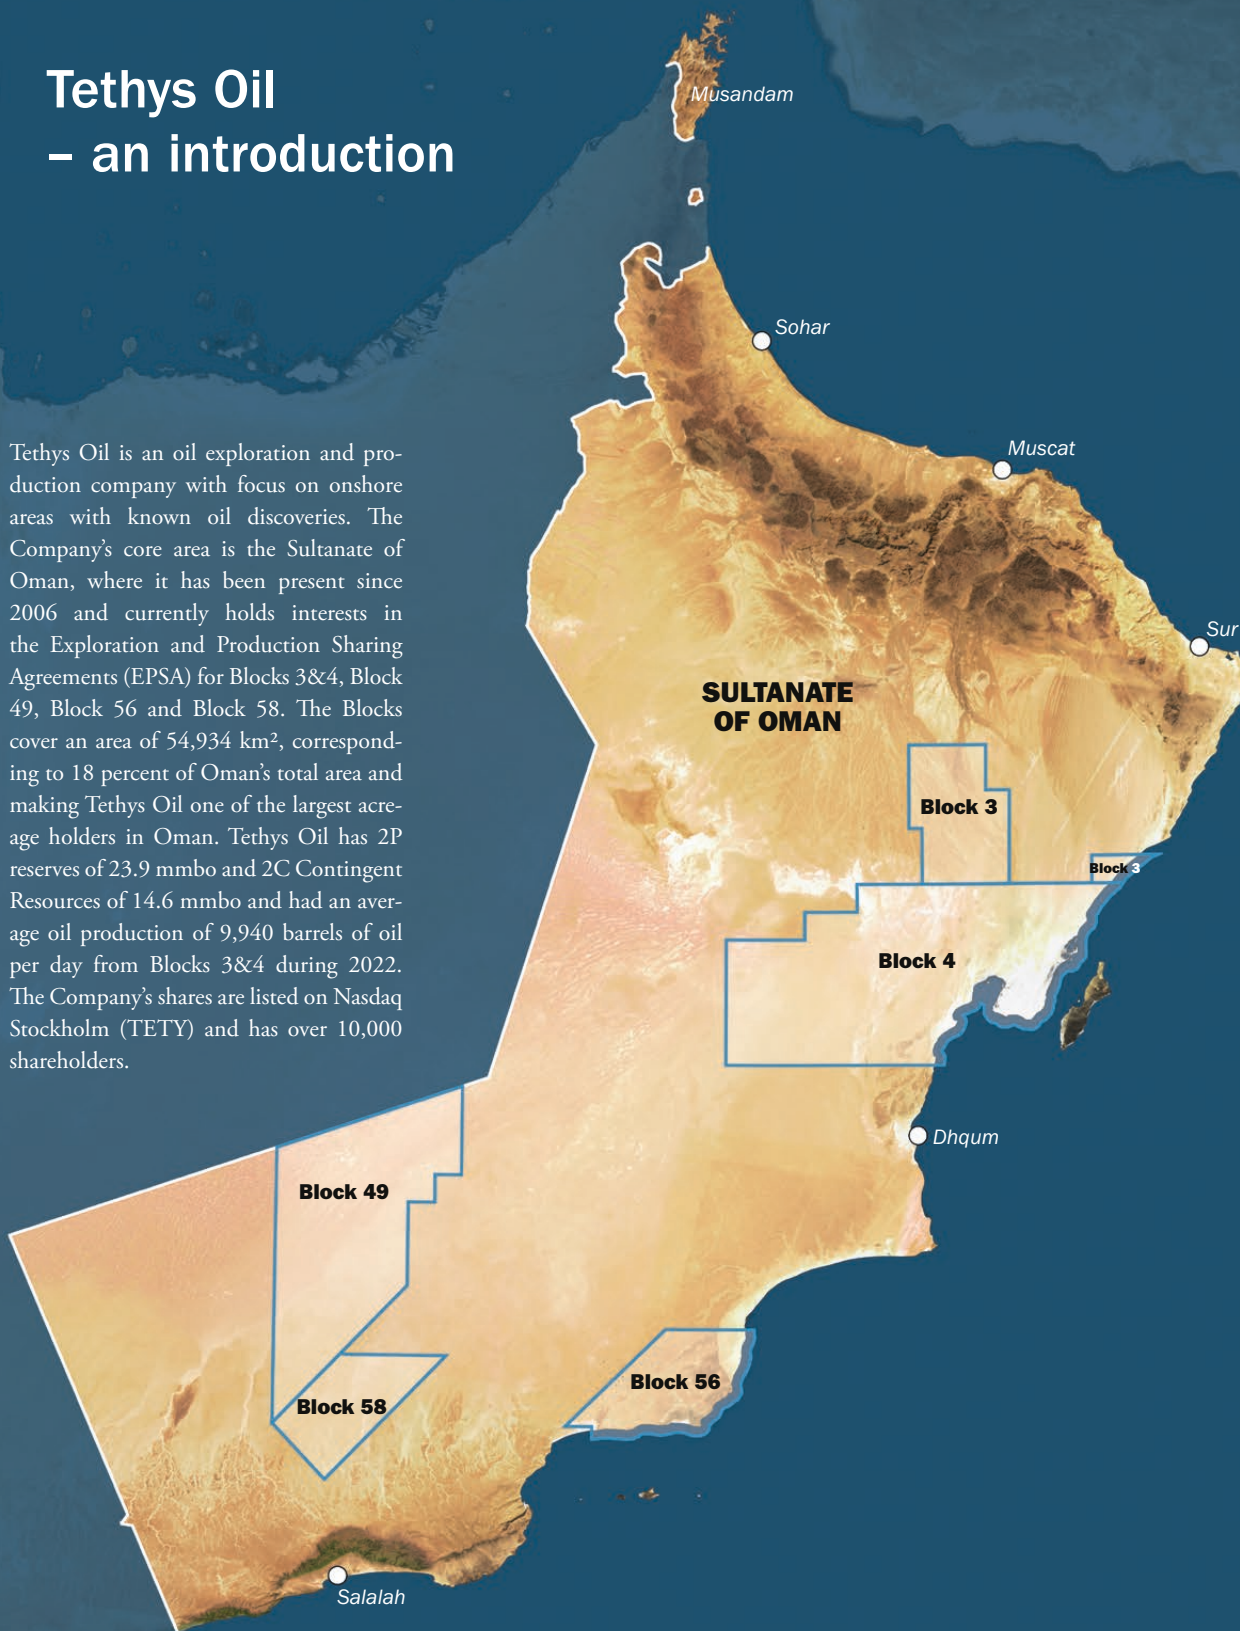 Tethys Oil
– an introduction
Musandam
Sohar
Muscat
Sur
Tethys Oil is an oil exploration and pro-
duction company with focus on onshore
areas with known oil discoveries. The
Company’s core area is the Sultanate of
Oman, where it has been present since
2006 and currently holds interests in
the Exploration and Production Sharing
Agreements (EPSA) for Blocks 3&4, Block
49, Block 56 and Block 58. The Blocks
cover an area of 54,934 km², correspond-
ing to 18 percent of Oman’s total area and
making Tethys Oil one of the largest acre-
age holders in Oman. Tethys Oil has 2P
reserves of 23.9 mmbo and 2C Contingent
Resources of 14.6 mmbo and had an aver-
age oil production of 9,940 barrels of oil
per day from Blocks 3&4 during 2022.
The Company’s shares are listed on Nasdaq
Stockholm (TETY) and has over 10,000
shareholders.
SULTANATE
OF OMAN
Block 3
Block 3
Block 4
Dhqum
Block 49
Block 56
Block 58
Salalah